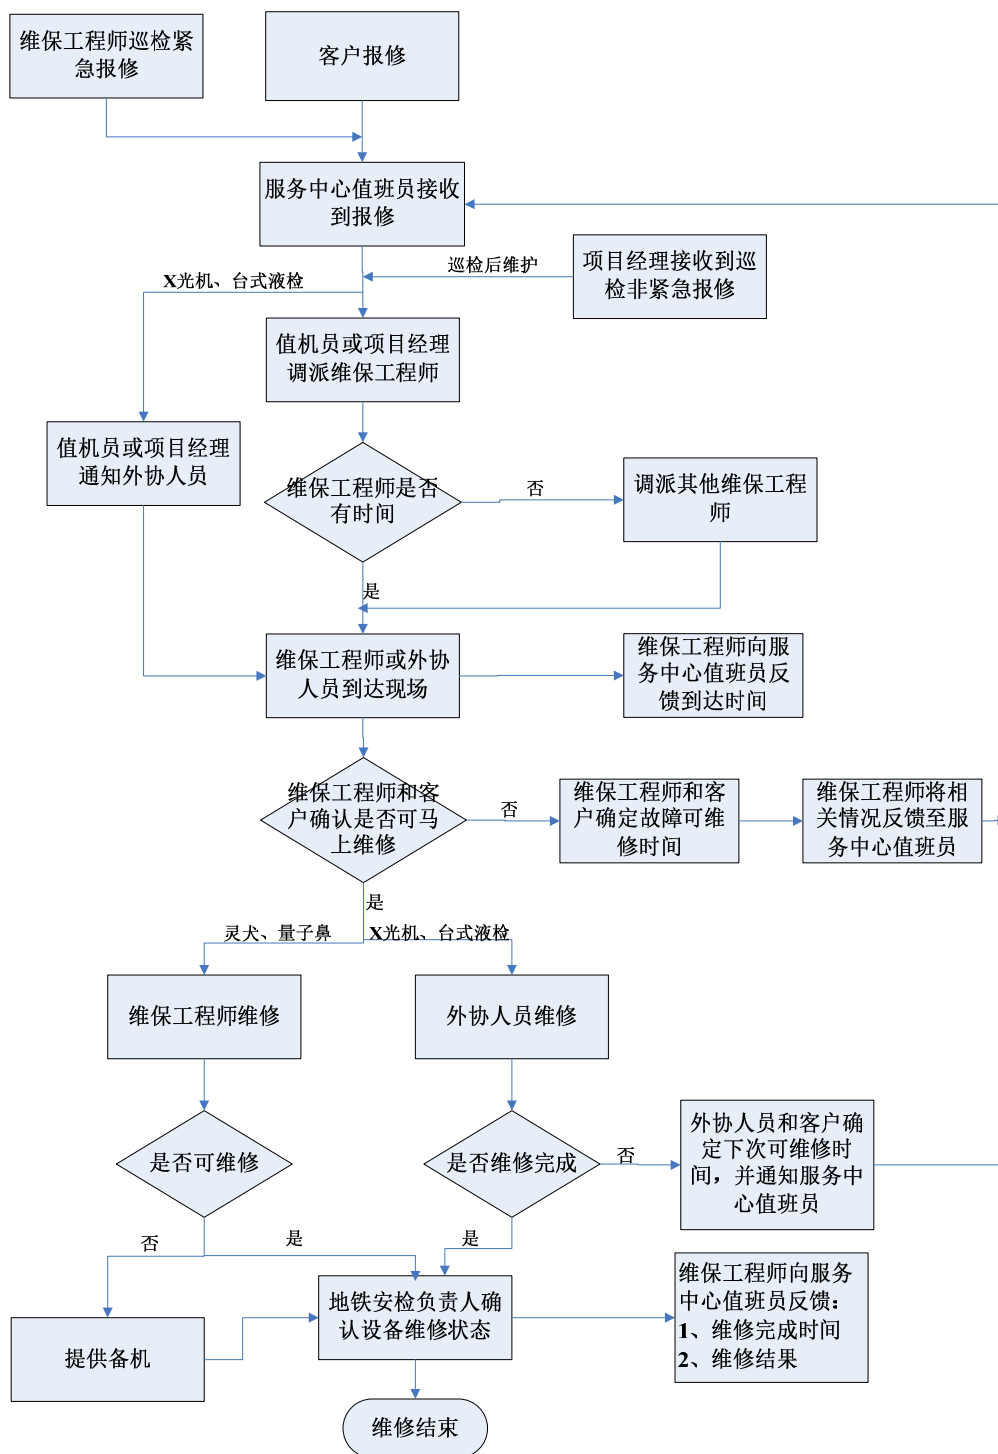 维保工程师巡检紧
急报修
客户报修
服务中心值班员接收
到报修
巡检后维护
项目经理接收到巡
检非紧急报修
X光机、台式液检
值机员或项目经理
调派维保工程师
值机员或项目经理
通知外协人员
维保工程师是否
有时间
否
调派其他维保工程
师
是
维保工程师或外协
人员到达现场
维保工程师向服
务中心值班员反
馈到达时间
维保工程师和客
户确认是否可马
上维修
否
维保工程师和客
户确定故障可维
修时间
维保工程师将相
关情况反馈至服
务中心值班员
是
灵犬、量子鼻
X光机、台式液检
维保工程师维修
外协人员维修
是否可维修
是否维修完成
否
外协人员和客户确
定下次可维修时
间，并通知服务中
心值班员
否
是
是
地铁安检负责人确
认设备维修状态
维保工程师向服务
中心值班员反馈：
1、维修完成时间
2、维修结果
提供备机
维修结束